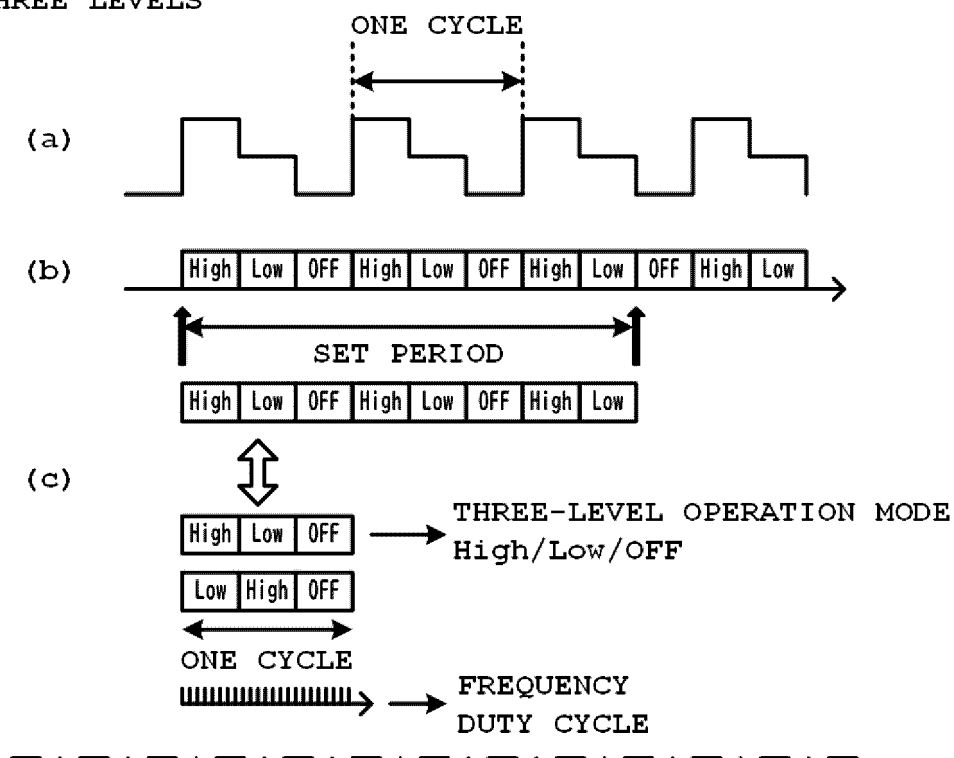 THREE LEVELS
ONE CYCLE
(a)
(b)
High Low OFF High Low OFF High Low OFF High Low
SET PERIOD
High Low OFF High Low OFF High Low
(c)
High Low OFF
THREE-LEVEL OPERATION MODE
High/Low/OFF
Low High OFF
ONE CYCLE
FREQUENCY
DUTY CYCLE